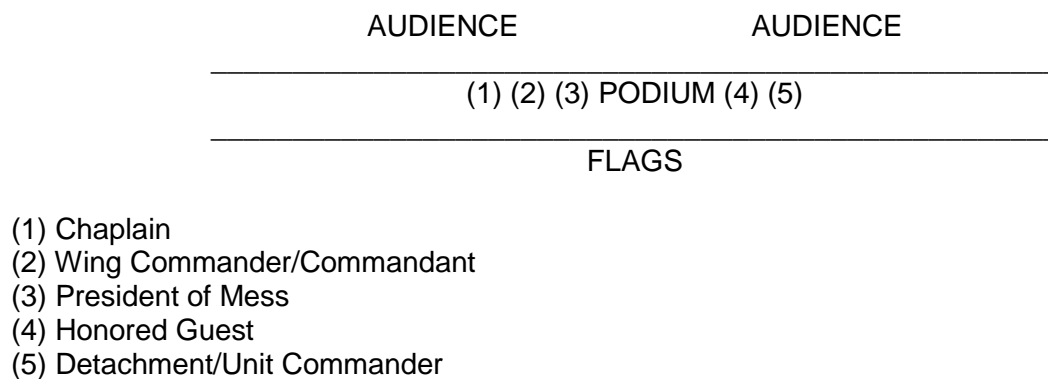 AUDIENCE AUDIENCE
(1) (2) (3) PODIUM (4) (5)
FLAGS
(1) Chaplain
(2) Wing Commander/Commandant
(3) President of Mess
(4) Honored Guest
(5) Detachment/Unit Commander